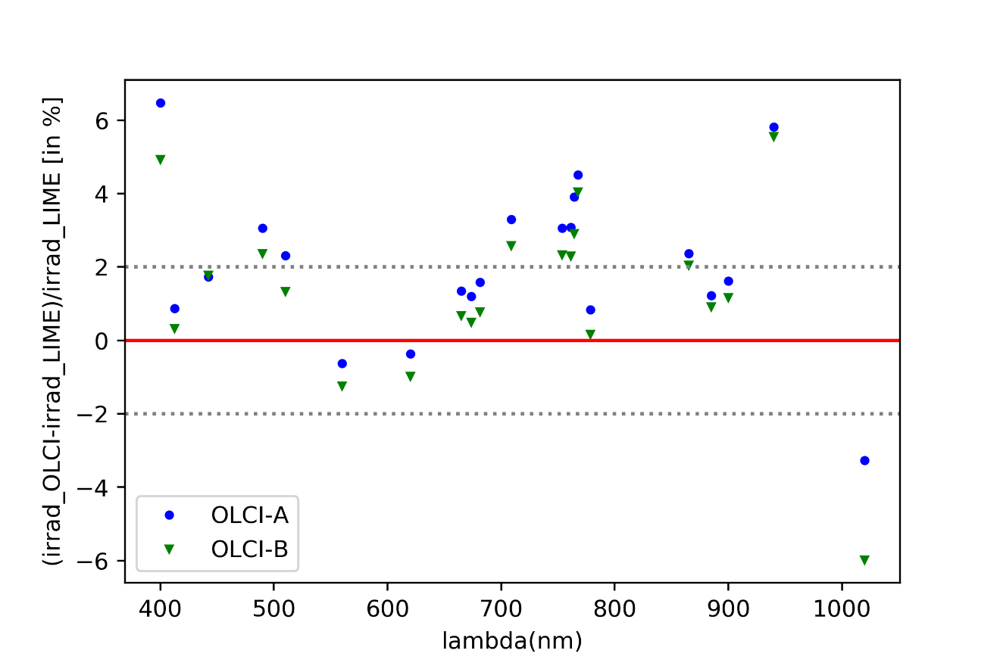 (irrad_OLCI-irrad_LIME)/irrad_LIME [in %]
6
4
2
0
−2
−4
−6
OLCI-A
OLCI-B
400 500 600 700 800 900 1000
lambda(nm)